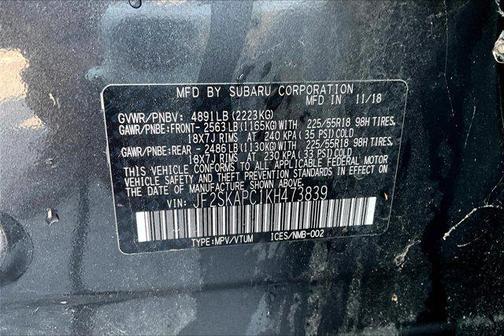 MFD BY SUBARU CORPORATION
11/18
GVWR/PNBV: 4891LB(2223KG)
GAWR/PNBE:FRONT- 2563LB(1165KG)WITH 225/55R18 98H TIRES
18X7J RIMS AT 240 KPA(35 PSI)COLD
GAWR/PNBE:REAR - 2486LB(1130KG)WITH 225/55R18 98H TIRES
18X7J RIMS AT 230 KPA(33 PSI)COLD
THIS VEHICLE CONFORMS TO ALL APPLICABLE FEDERAL MOTOR
VEHICLE SAFETY AND THEFT PREVENTION STANDARDS IN EFFECT ON
THE DATE OF MANUFACTURE SHOWN ABOVE.
VIN: JF2SKAPC1KH473839
TYPE:MPV/VTUM ICES/NMB-002